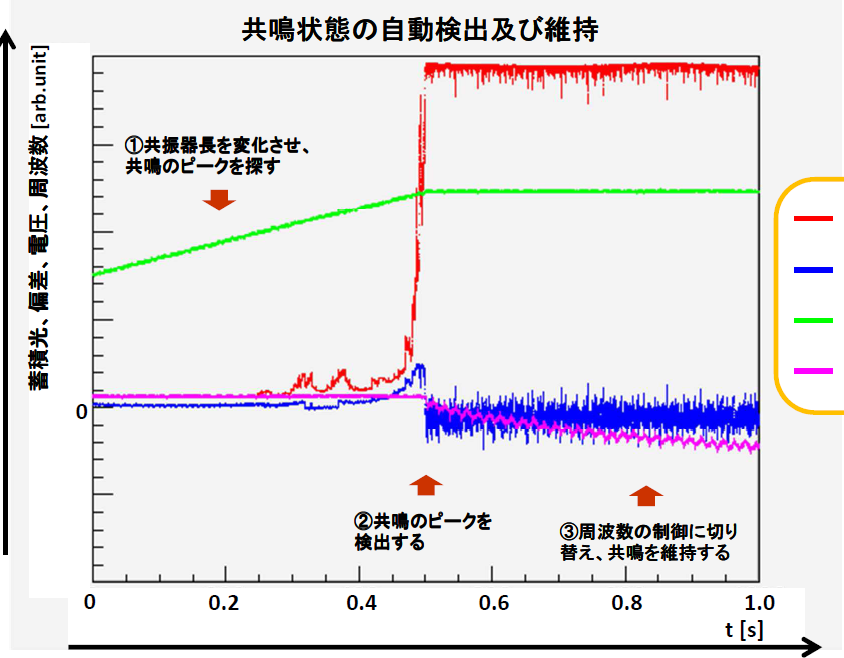 共鳴状態の自動検出及び維持
蓄積光、偏差、電圧、周波数 [arb.unit]
①共振器長を変化させ、
共鳴のピークを探す
0
②共鳴のピークを
検出する
③周波数の制御に切り
替え、共鳴を維持する
0 0.2 0.4 0.6 0.8 1.0
t [s]